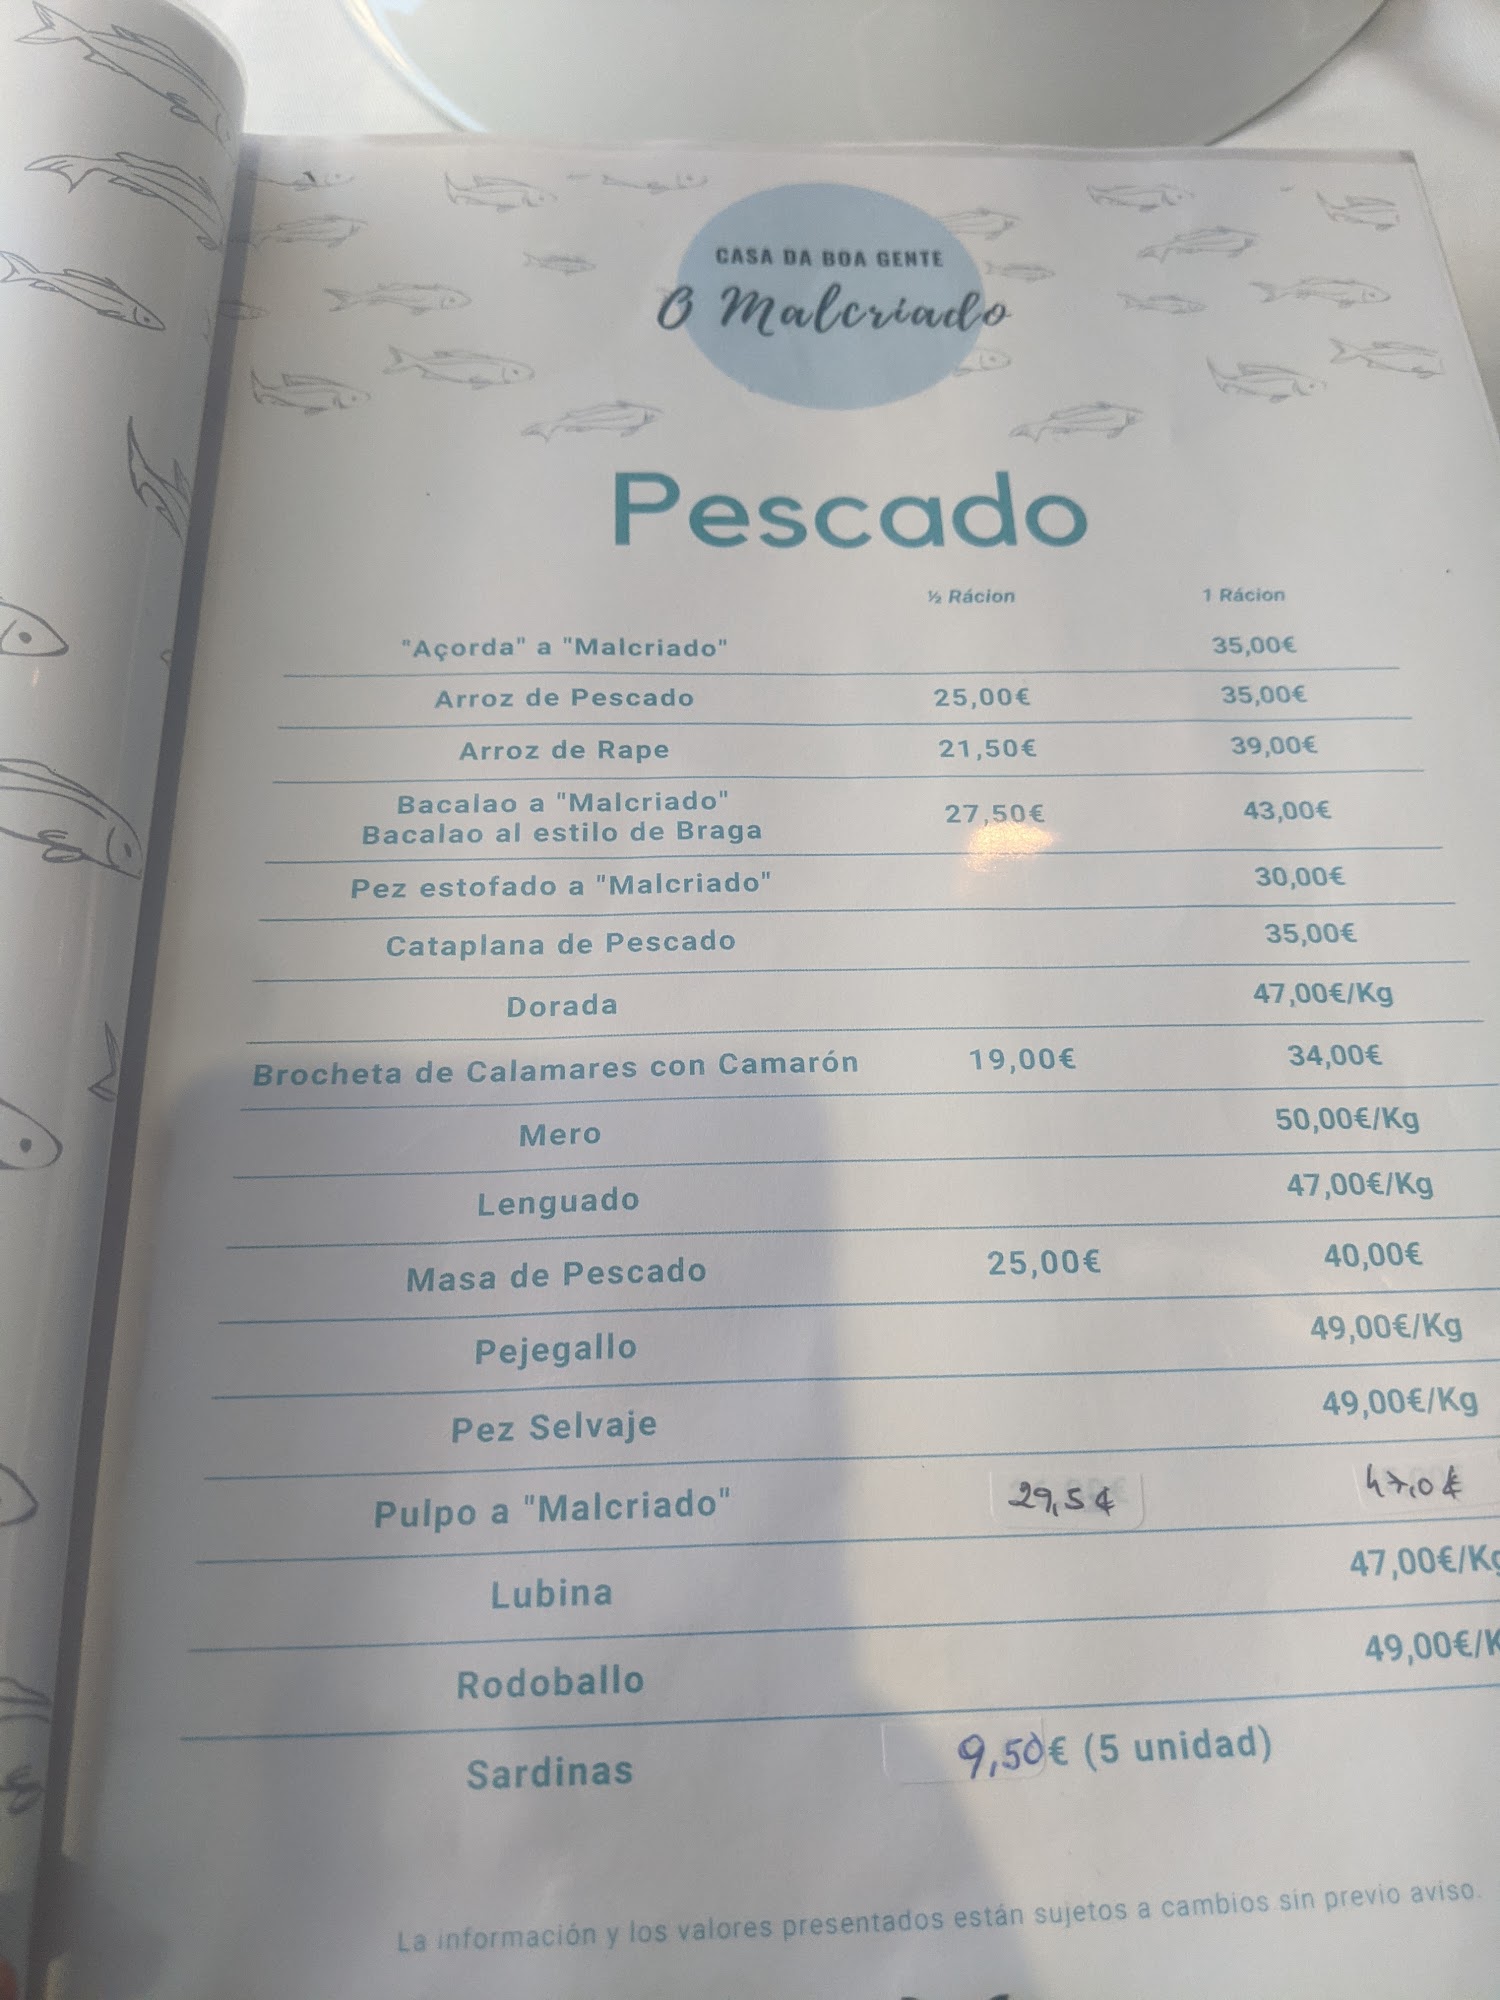 CASA DA BOA GENTE
O Malcriado
Pescado
½ Rácion 1 Rácion
"Açorda" a "Malcriado" 35,00€
Arroz de Pescado 25,00€ 35,00€
Arroz de Rape 21,50€ 39,00€
Bacalao a "Malcriado"
Bacalao al estilo de Braga 27,50€ 43,00€
Pez estofado a "Malcriado" 30,00€
Cataplana de Pescado 35,00€
Dorada 47,00€/Kg
Brocheta de Calamares con Camarón 19,00€ 34,00€
Mero 50,00€/Kg
Lenguado 47,00€/Kg
Masa de Pescado 25,00€ 40,00€
Pejegallo 49,00€/Kg
Pez Selvaje 49,00€/Kg
Pulpo a "Malcriado" 29,5€ 47,0€
Lubina 47,00€/Kg
Rodoballo 49,00€/K
Sardinas 9,50€ (5 unidad)
La información y los valores presentados están sujetos a cambios sin previo aviso.